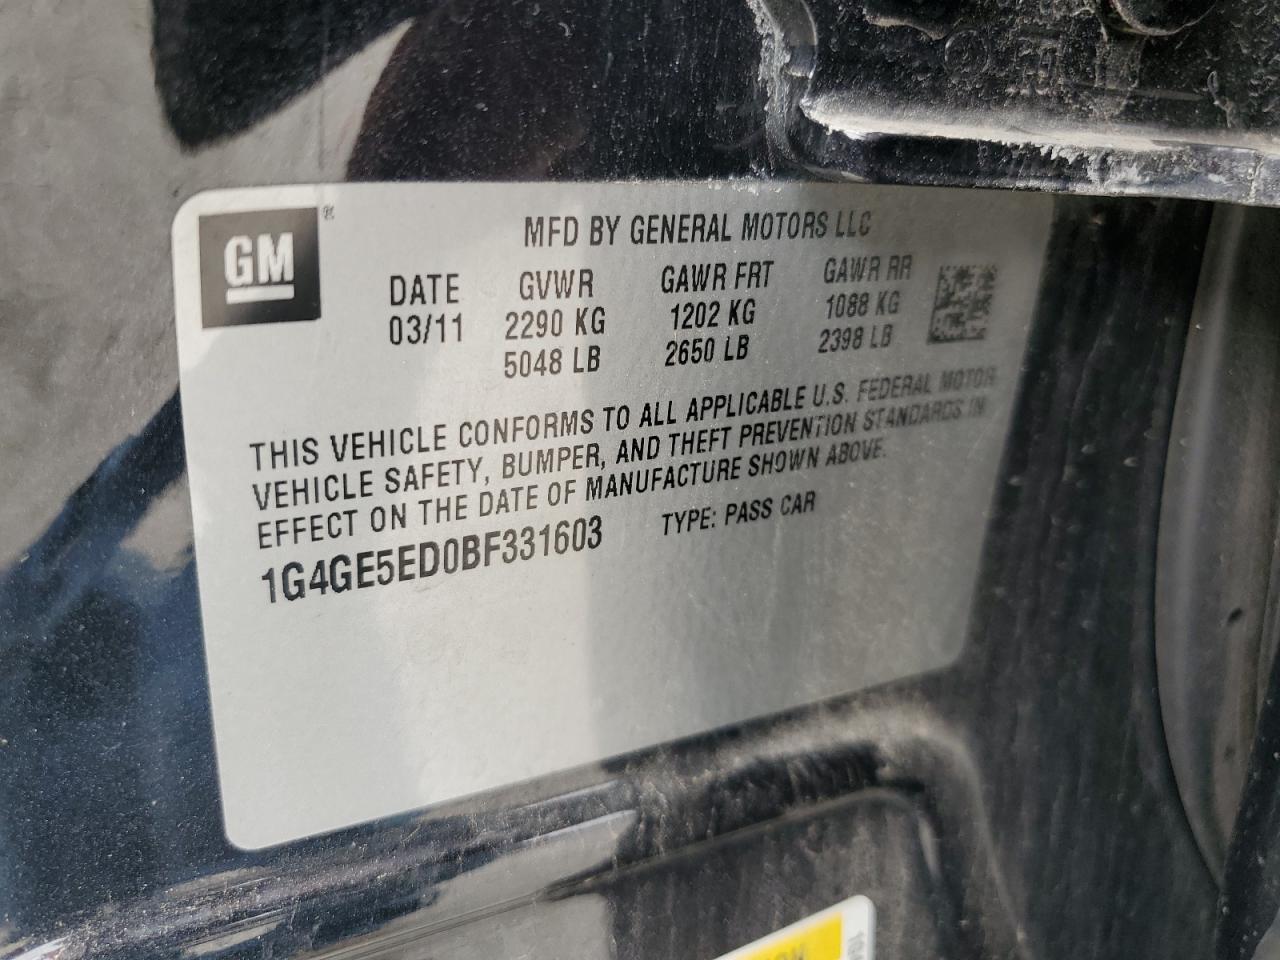 GM®
MFD BY GENERAL MOTORS LLC
DATE GVWR GAWR FRT GAWR RR
03/11 2290 KG 1202 KG 1088 KG
5048 LB 2650 LB 2398 LB
THIS VEHICLE CONFORMS TO ALL APPLICABLE U.S. FEDERAL MOTOR
VEHICLE SAFETY, BUMPER, AND THEFT PREVENTION STANDARDS IN
EFFECT ON THE DATE OF MANUFACTURE SHOWN ABOVE.
1G4GE5ED0BF331603 TYPE: PASS CAR